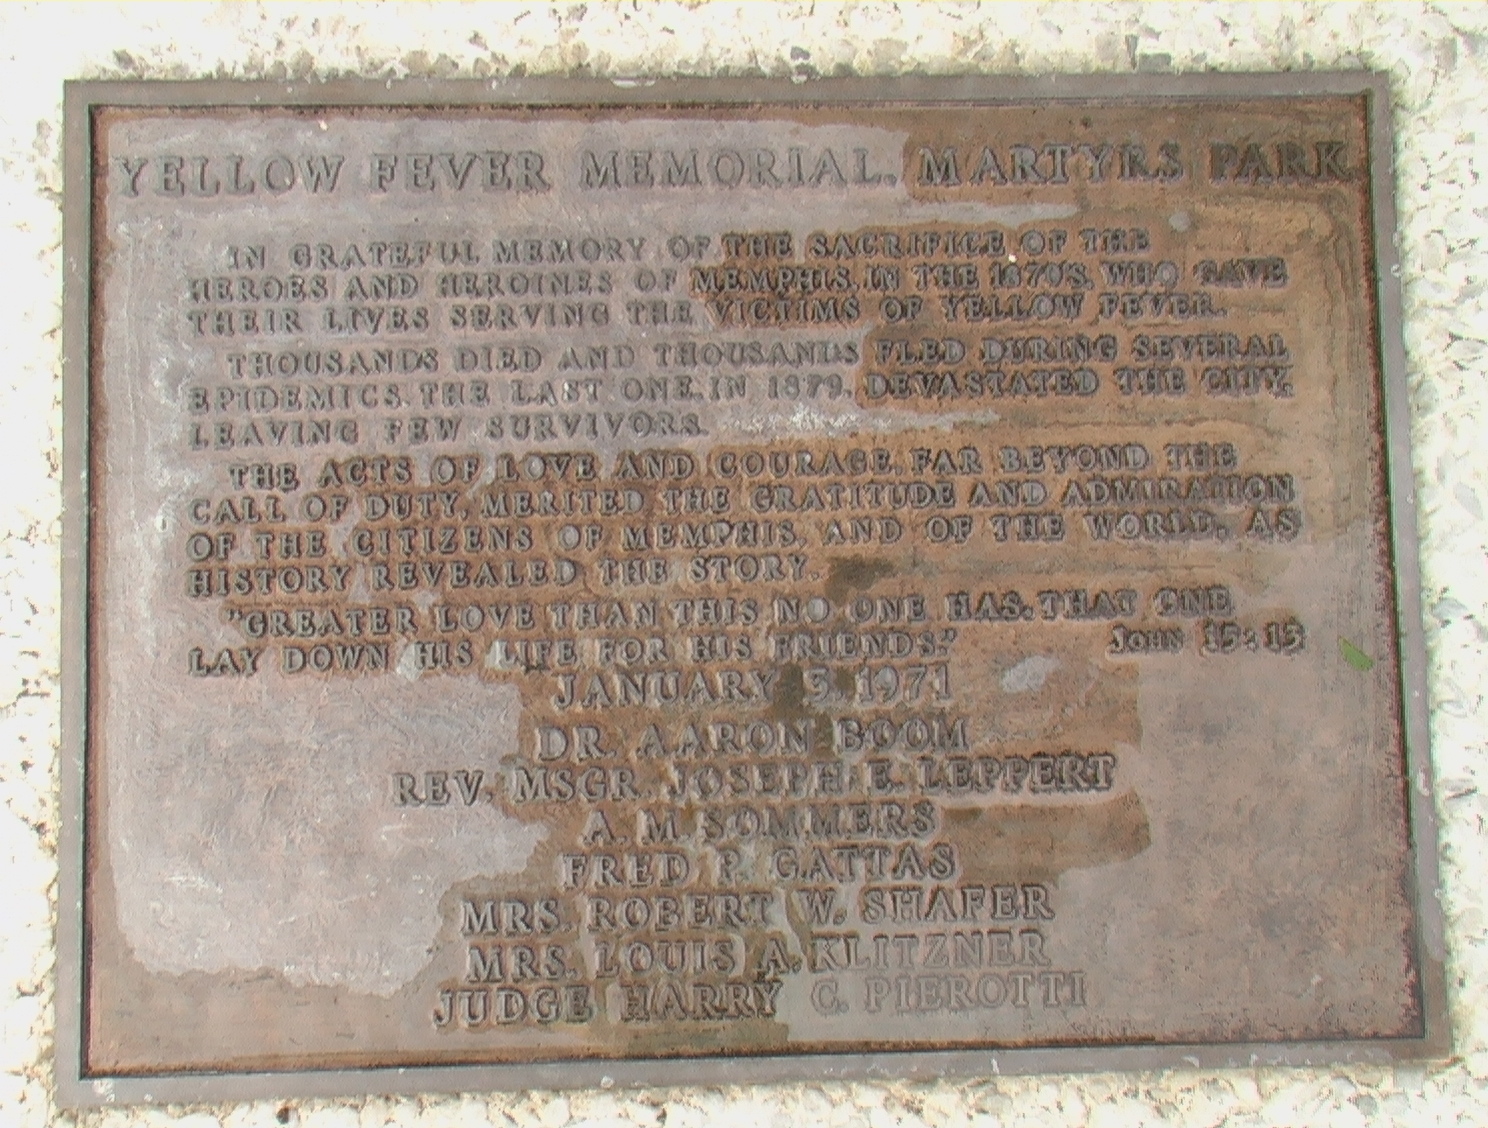 YELLOW FEVER MEMORIAL, MARTYRS PARK
IN GRATEFUL MEMORY OF THE SACRIFICE OF THE
HEROES AND HEROINES OF MEMPHIS, IN THE 1870'S, WHO GAVE
THEIR LIVES SERVING THE VICTIMS OF YELLOW FEVER.
THOUSANDS DIED AND THOUSANDS FLED DURING SEVERAL
EPIDEMICS. THE LAST ONE, IN 1879, DEVASTATED THE CITY,
LEAVING FEW SURVIVORS.
THE ACTS OF LOVE AND COURAGE, FAR BEYOND THE
CALL OF DUTY, MERITED THE GRATITUDE AND ADMIRATION
OF THE CITIZENS OF MEMPHIS, AND OF THE WORLD, AS
HISTORY REVEALED THE STORY.
"GREATER LOVE THAN THIS NO ONE HAS, THAT ONE
LAY DOWN HIS LIFE FOR HIS FRIENDS." John 15:13
JANUARY 5, 1971
DR. AARON BOOM
REV. MSGR. JOSEPH E. LEPPERT
A. M SOMMERS
FRED P. GATTAS
MRS. ROBERT W. SHAFER
MRS. LOUIS A. KLITZNER
JUDGE HARRY C. PIEROTTI